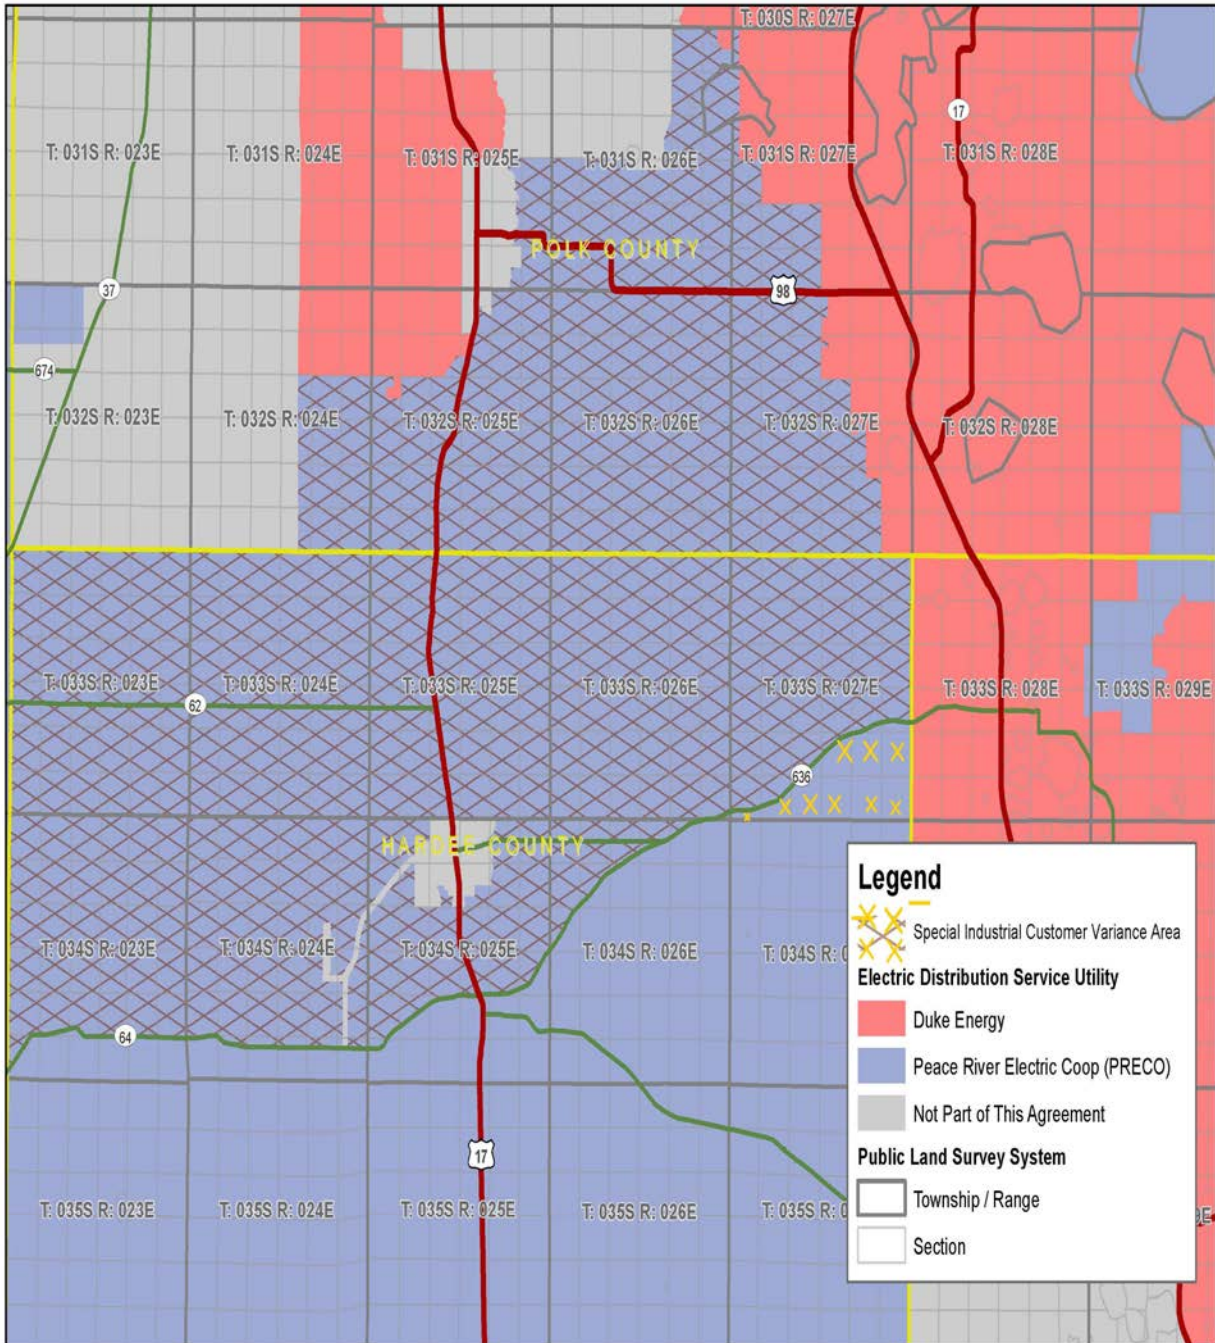 T: 030S R: 027E
17
T: 031S R: 023E
T: 031S R: 024E
T: 031S R: 025E
T: 031S R: 026E
T: 031S R: 027E
T: 031S R: 028E
POLK COUNTY
37
98
674
T: 032S R: 023E
T: 032S R: 024E
T: 032S R: 025E
T: 032S R: 026E
T: 032S R: 027E
T: 032S R: 028E
T: 033S R: 023E
T: 033S R: 024E
T: 033S R: 025E
T: 033S R: 026E
T: 033S R: 027E
T: 033S R: 028E
T: 033S R: 029E
62
636
HARDEE COUNTY
T: 034S R: 023E
T: 034S R: 024E
T: 034S R: 025E
T: 034S R: 026E
T: 034S R: 0
64
17
T: 035S R: 023E
T: 035S R: 024E
T: 035S R: 025E
T: 035S R: 026E
T: 035S R: 0
9E
Legend
Special Industrial Customer Variance Area
Electric Distribution Service Utility
Duke Energy
Peace River Electric Coop (PRECO)
Not Part of This Agreement
Public Land Survey System
Township / Range
Section